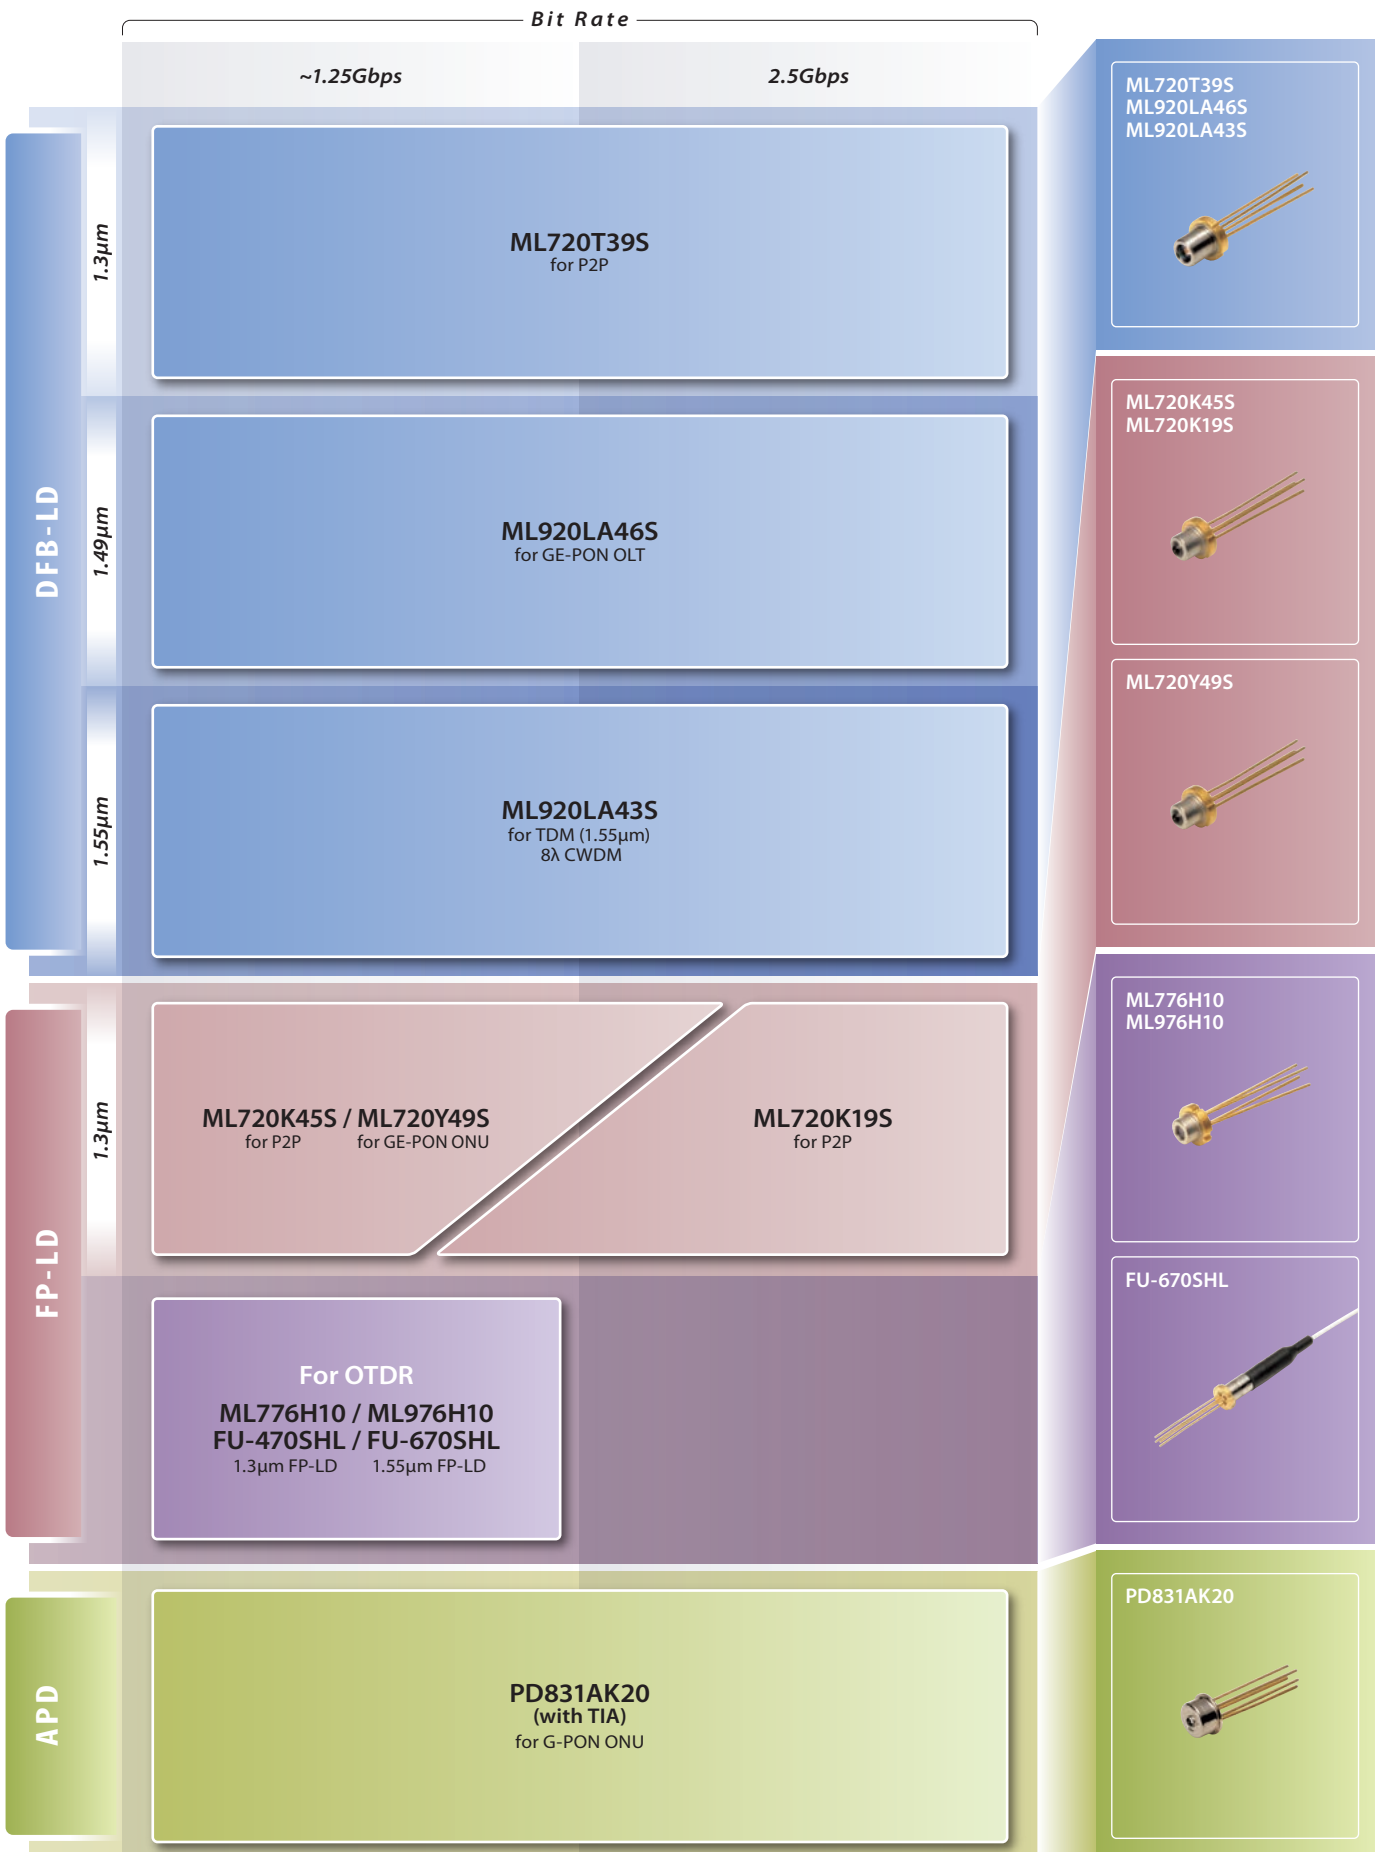 Bit Rate
~1.25Gbps
2.5Gbps
DFB-LD
1.3µm
ML720T39S
for P2P
1.49µm
ML920LA46S
for GE-PON OLT
1.55µm
ML920LA43S
for TDM (1.55µm)
8λ CWDM
FP-LD
1.3µm
ML720K45S / ML720Y49S
for P2P
for GE-PON ONU
ML720K19S
for P2P
For OTDR
ML776H10 / ML976H10
FU-470SHL / FU-670SHL
1.3µm FP-LD
1.55µm FP-LD
APD
PD831AK20
(with TIA)
for G-PON ONU
ML720T39S
ML920LA46S
ML920LA43S
ML720K45S
ML720K19S
ML720Y49S
ML776H10
ML976H10
FU-670SHL
PD831AK20